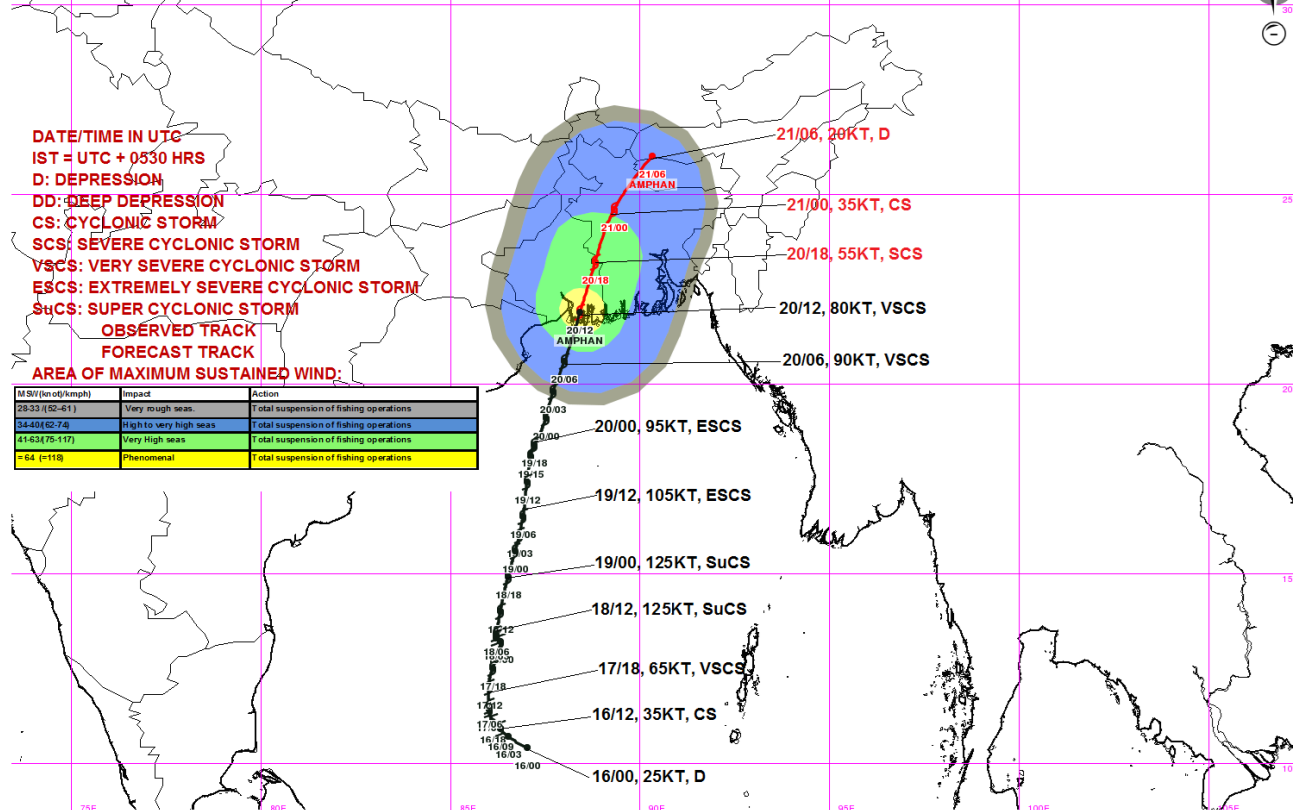 30
DATE/TIME IN UTC
IST = UTC + 0530 HRS
D: DEPRESSION
DD: DEEP DEPRESSION
CS: CYCLONIC STORM
SCS: SEVERE CYCLONIC STORM
VSCS: VERY SEVERE CYCLONIC STORM
ESCS: EXTREMELY SEVERE CYCLONIC STORM
SuCS: SUPER CYCLONIC STORM
OBSERVED TRACK
FORECAST TRACK
AREA OF MAXIMUM SUSTAINED WIND:
MSW(knot)/kmph) Impact Action
28-33 /(52-61 ) Very rough seas. Total suspension of fishing operations
34-40/(62-74) High to very high seas Total suspension of fishing operations
41-63/(75-117) Very High seas Total suspension of fishing operations
= 64 (=118) Phenomenal Total suspension of fishing operations
21/06, 20KT, D
21/06
AMPHAN
25
21/00, 35KT, CS
21/00
20/18, 55KT, SCS
20/18
20/12, 80KT, VSCS
20/12
AMPHAN
20/06, 90KT, VSCS
20/06
20
20/03
20/00, 95KT, ESCS
20/00
19/18
19/15
19/12, 105KT, ESCS
19/12
19/06
19/03
19/00, 125KT, SuCS
19/00
15
18/18
18/12, 125KT, SuCS
18/06
17/18, 65KT, VSCS
17/18
17/12
16/12, 35KT, CS
17/06
16/18
16/09
16/03
16/00
10
16/00, 25KT, D
75E
80E
85E
90E
95E
100E
105E